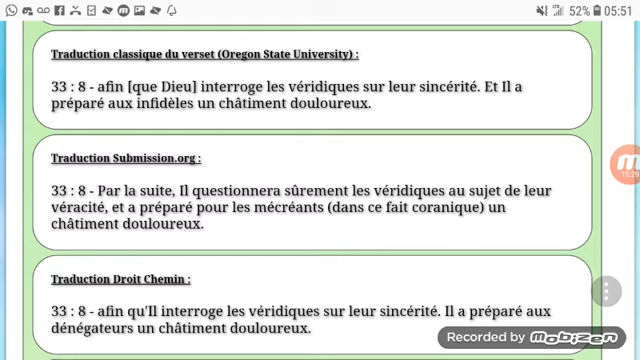 52% 05:51
Traduction classique du verset (Oregon State University) :
33 : 8 - afin [que Dieu] interroge les véridiques sur leur sincérité. Et Il a
préparé aux infidèles un châtiment douloureux.
Traduction Submission.org :
33 : 8 - Par la suite, Il questionnera sûrement les véridiques au sujet de leur
véracité, et a préparé pour les mécréants (dans ce fait coranique) un
châtiment douloureux.
15:29
Traduction Droit Chemin :
33 : 8 - afin qu'Il interroge les véridiques sur leur sincérité. Il a préparé aux
dénégateurs un châtiment douloureux.
Recorded by mobizen